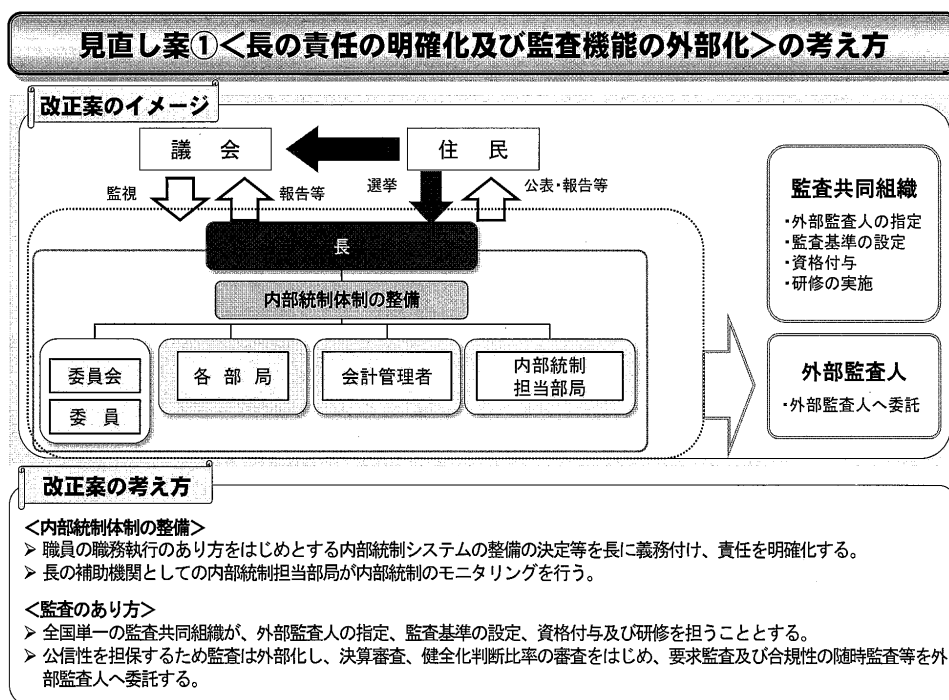 見直し案①＜長の責任の明確化及び監査機能の外部化＞の考え方
改正案のイメージ
議　会
住　民
監視
報告等
選挙
公表・報告等
長
内部統制体制の整備
委員会
委　員
各　部　局
会計管理者
内部統制
担当部局
監査共同組織
・外部監査人の指定
・監査基準の設定
・資格付与
・研修の実施
外部監査人
・外部監査人へ委託
改正案の考え方
＜内部統制体制の整備＞
➢ 職員の職務執行のあり方をはじめとする内部統制システムの整備の決定等を長に義務付け、責任を明確化する。
➢ 長の補助機関としての内部統制担当部局が内部統制のモニタリングを行う。
＜監査のあり方＞
➢ 全国単一の監査共同組織が、外部監査人の指定、監査基準の設定、資格付与及び研修を担うこととする。
➢ 公信性を担保するため監査は外部化し、決算審査、健全化判断比率の審査をはじめ、要求監査及び合規性の随時監査等を外
部監査人へ委託する。